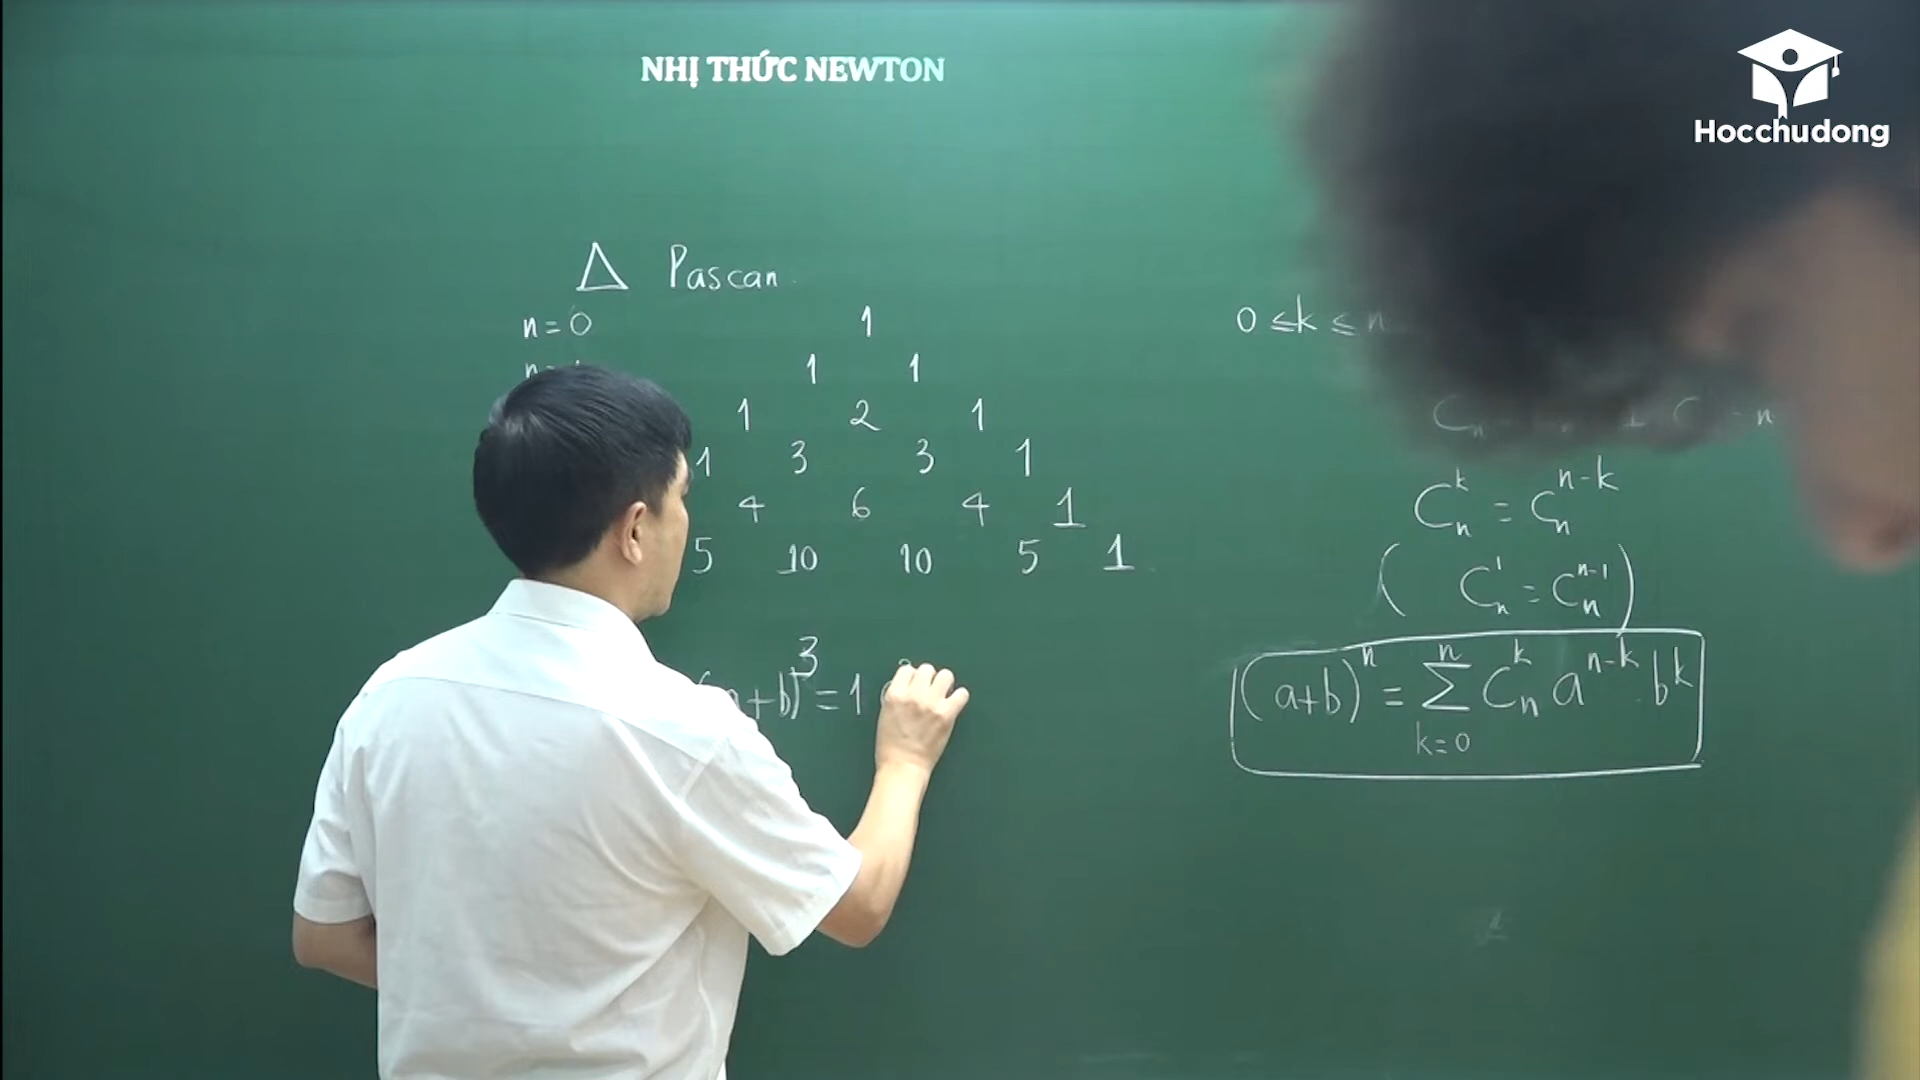 NHỊ THỨC NEWTON
Hocchudong
Δ Pascan
n = 0 1
1 1
1 2 1
1 3 3 1
4 6 4 1
5 10 10 5 1
+b)³ = 1
0 ≤ k ≤ n
C_n^k = C_n^{n-k}
( C_n^1 = C_n^{n-1} )
(a+b)^n = \sum_{k=0}^{n} C_n^k a^{n-k} . b^k